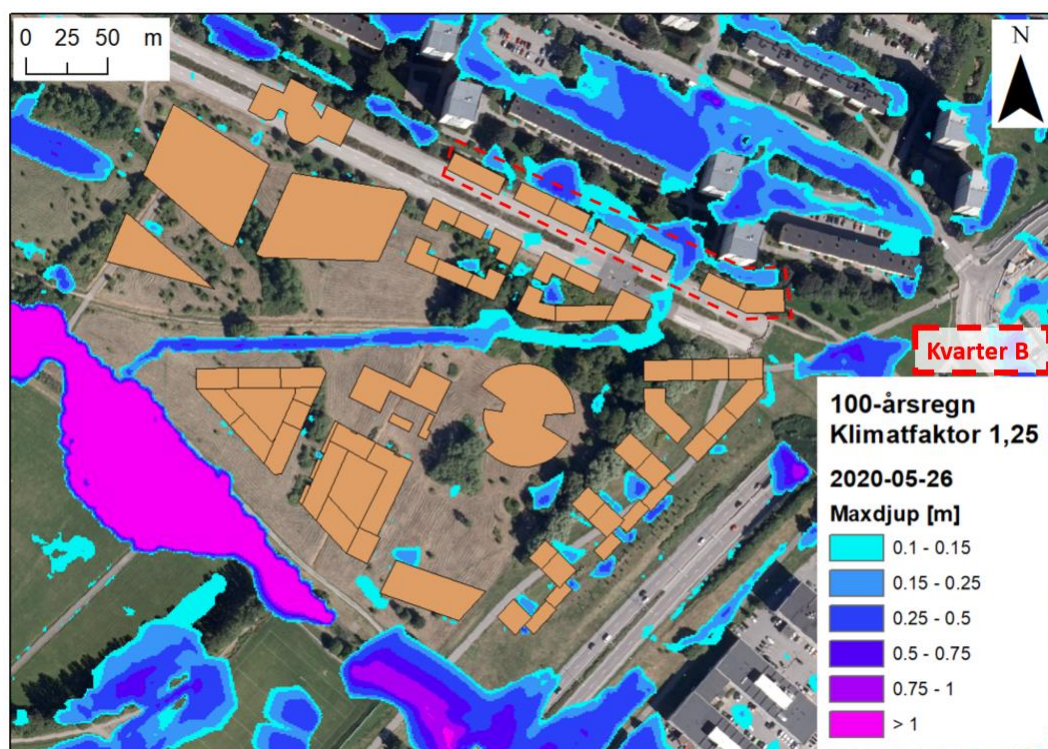 0 25 50 m
N
Kvarter B
100-årsregn
Klimatfaktor 1,25
2020-05-26
Maxdjup [m]
0.1 - 0.15
0.15 - 0.25
0.25 - 0.5
0.5 - 0.75
0.75 - 1
> 1